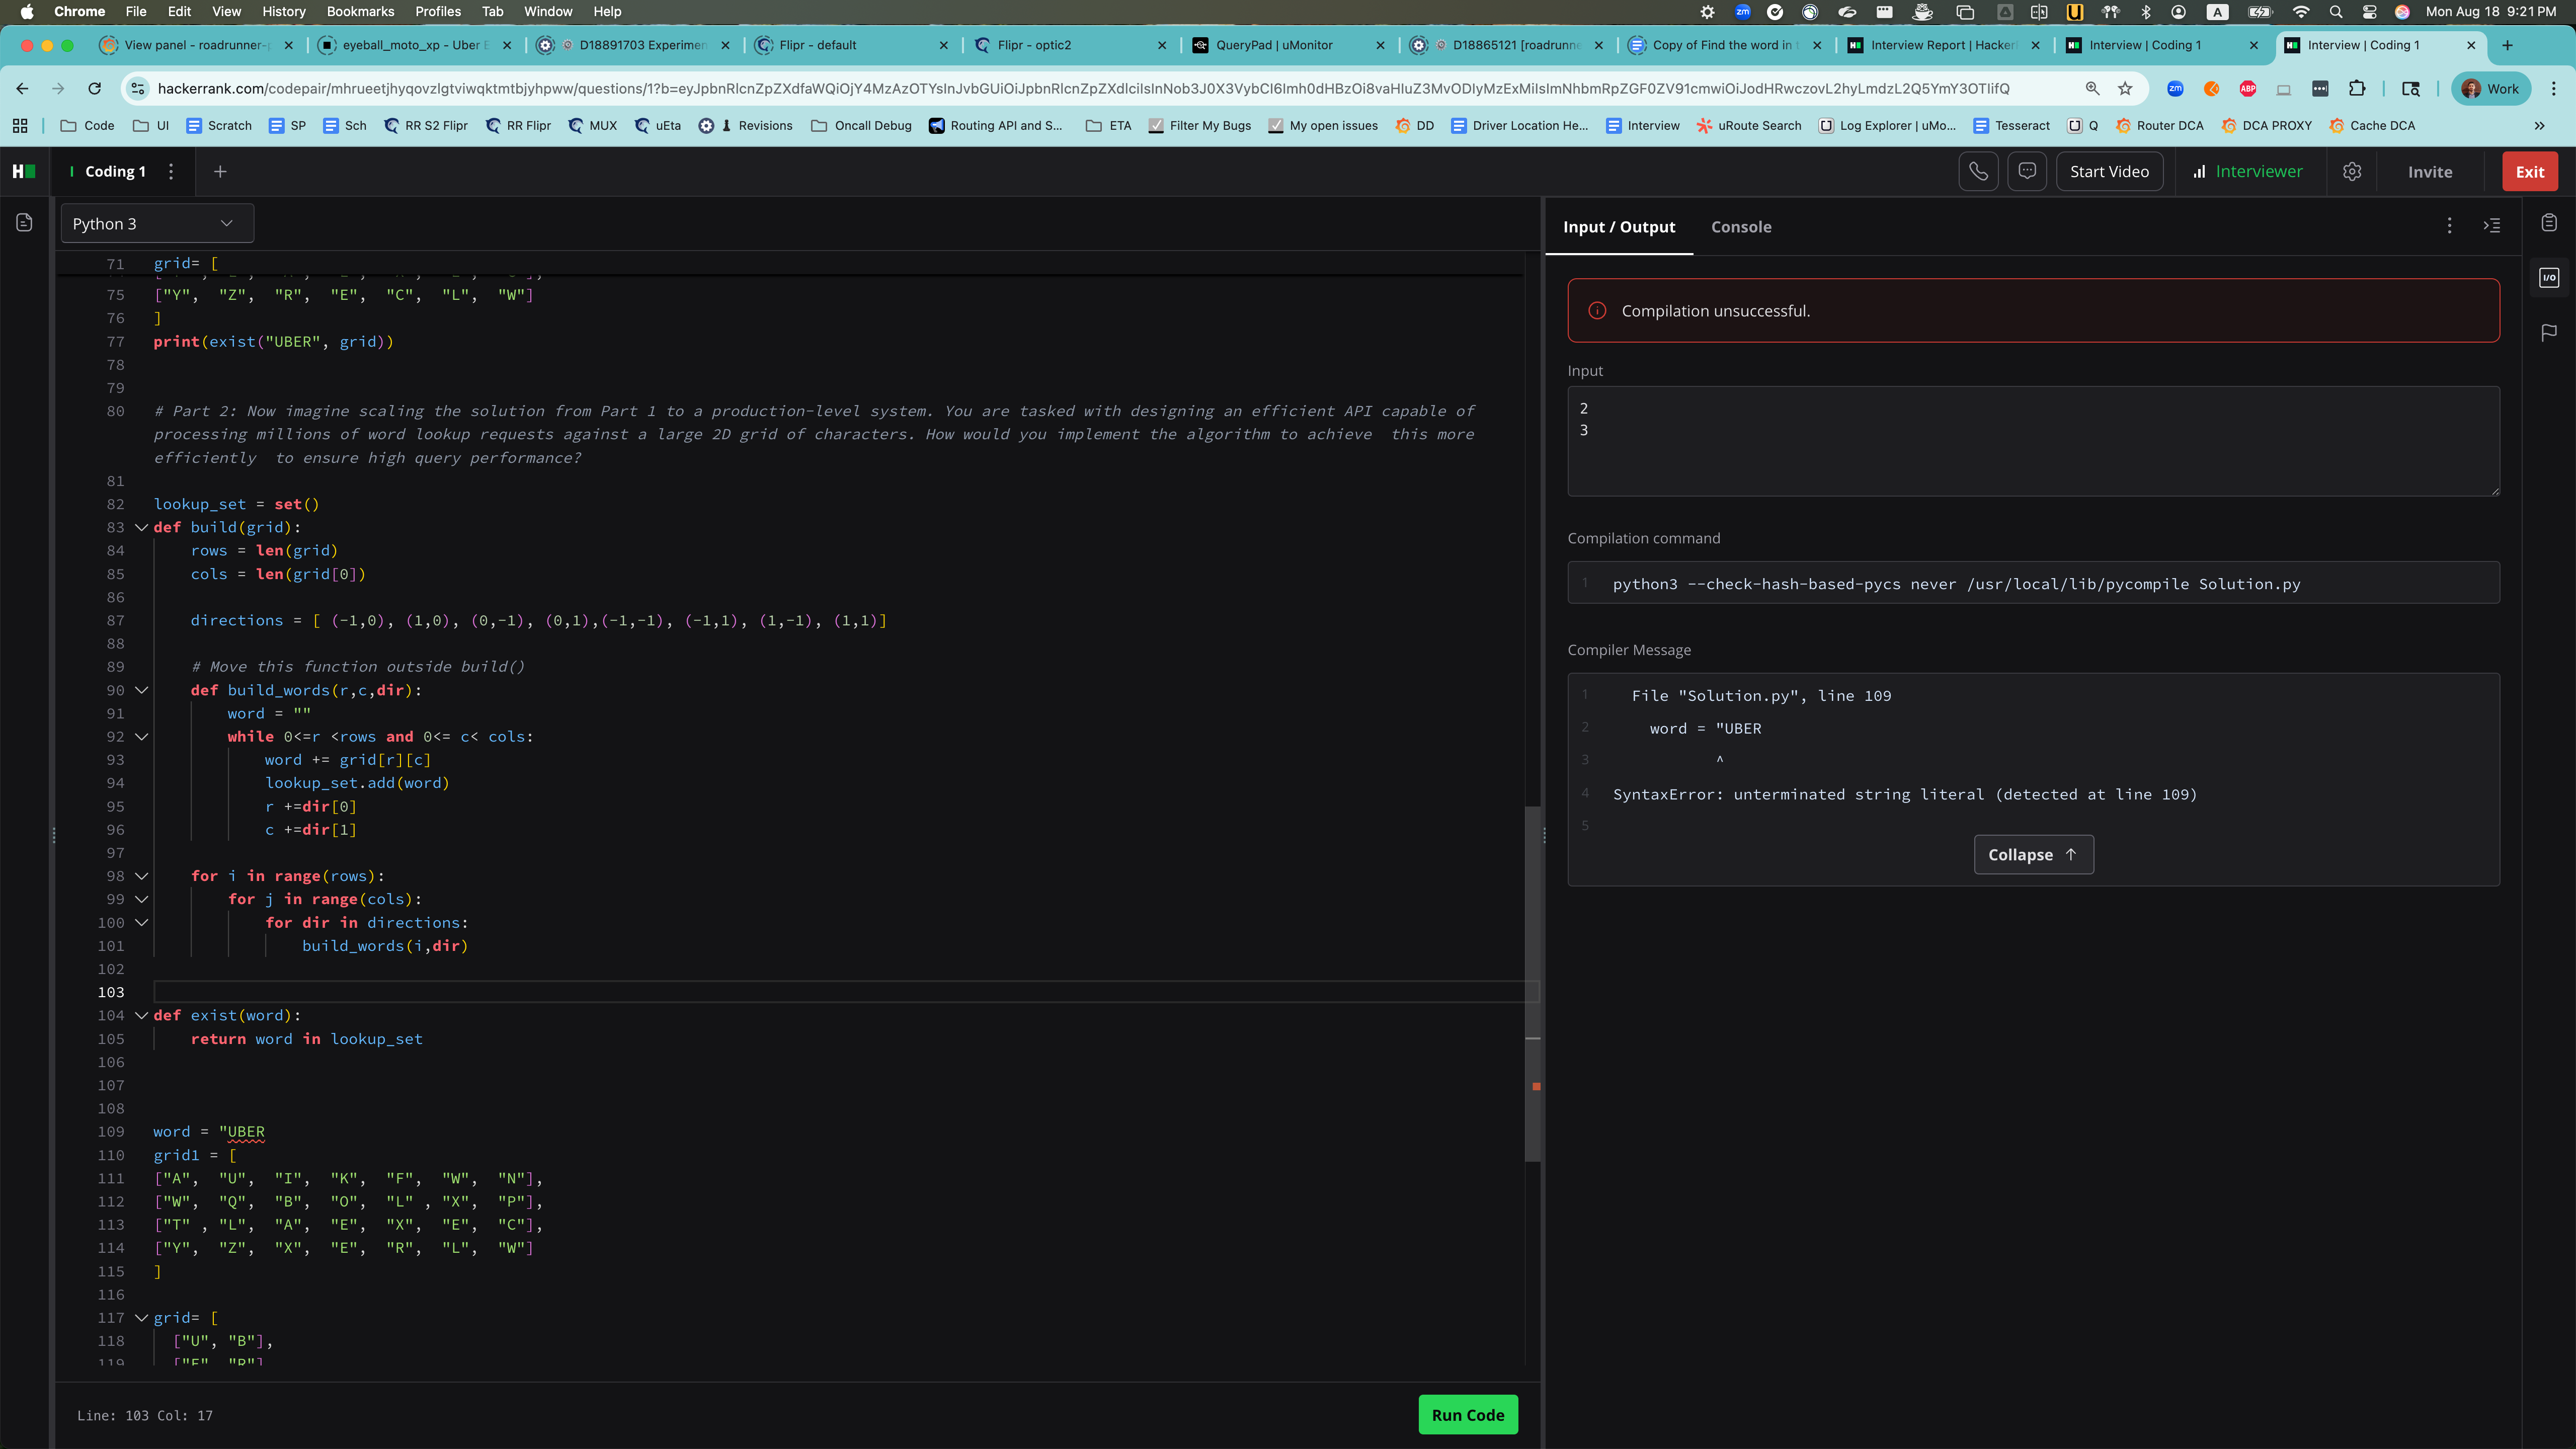 Chrome File Edit View History Bookmarks Profiles Tab Window Help Mon Aug 18 9:21 PM
View panel - roadrunner-p eyeball_moto_xp - Uber E D18891703 Experimen Flipr - default Flipr - optic2 QueryPad | uMonitor D18865121 [roadrunne Copy of Find the word in t Interview Report | Hacker Interview | Coding 1 Interview | Coding 1
hackerrank.com/codepair/mhrueetjhyqovzlgtviwqktmtbjyhpww/questions/1?b=eyJpbnRlcnZpZXdfaWQiOjY4MzAzOTYsInJvbGUiOiJpbnRlcnZpZXdlciIsInNob3J0X3VybCI6Imh0dHBzOi8vaHIuZ3MvODIyMzExMiIsImNhbmRpZGF0ZV91cmwiOiJodHRwczovL2hyLmdzL2Q5YmY3OTIifQ Work
Code UI Scratch SP Sch RR S2 Flipr RR Flipr MUX uEta Revisions Oncall Debug Routing API and S... ETA Filter My Bugs My open issues DD Driver Location He... Interview uRoute Search Log Explorer | uMo... Tesseract Q Router DCA DCA PROXY Cache DCA
Coding 1 Start Video Interviewer Invite Exit
Python 3
71 grid= [
75 ["Y", "Z", "R", "E", "C", "L", "W"]
76 ]
77 print(exist("UBER", grid))
78
79
80 # Part 2: Now imagine scaling the solution from Part 1 to a production-level system. You are tasked with designing an efficient API capable of
processing millions of word lookup requests against a large 2D grid of characters. How would you implement the algorithm to achieve  this more
efficiently  to ensure high query performance?
81
82 lookup_set = set()
83 def build(grid):
84 rows = len(grid)
85 cols = len(grid[0])
86
87 directions = [ (-1,0), (1,0), (0,-1), (0,1),(-1,-1), (-1,1), (1,-1), (1,1)]
88
89 # Move this function outside build()
90 def build_words(r,c,dir):
91 word = ""
92 while 0<=r <rows and 0<= c< cols:
93 word += grid[r][c]
94 lookup_set.add(word)
95 r +=dir[0]
96 c +=dir[1]
97
98 for i in range(rows):
99 for j in range(cols):
100 for dir in directions:
101 build_words(i,dir)
102
103
104 def exist(word):
105 return word in lookup_set
106
107
108
109 word = "UBER
110 grid1 = [
111 ["A", "U", "I", "K", "F", "W", "N"],
112 ["W", "Q", "B", "O", "L" , "X", "P"],
113 ["T" , "L", "A", "E", "X", "E", "C"],
114 ["Y", "Z", "X", "E", "R", "L", "W"]
115 ]
116
117 grid= [
118 ["U", "B"],
119 ["E" "R"]
Line: 103 Col: 17
Run Code
Input / Output Console
Compilation unsuccessful.
Input
2
3
Compilation command
1 python3 --check-hash-based-pycs never /usr/local/lib/pycompile Solution.py
Compiler Message
1 File "Solution.py", line 109
2 word = "UBER
3 ^
4 SyntaxError: unterminated string literal (detected at line 109)
5
Collapse ↑